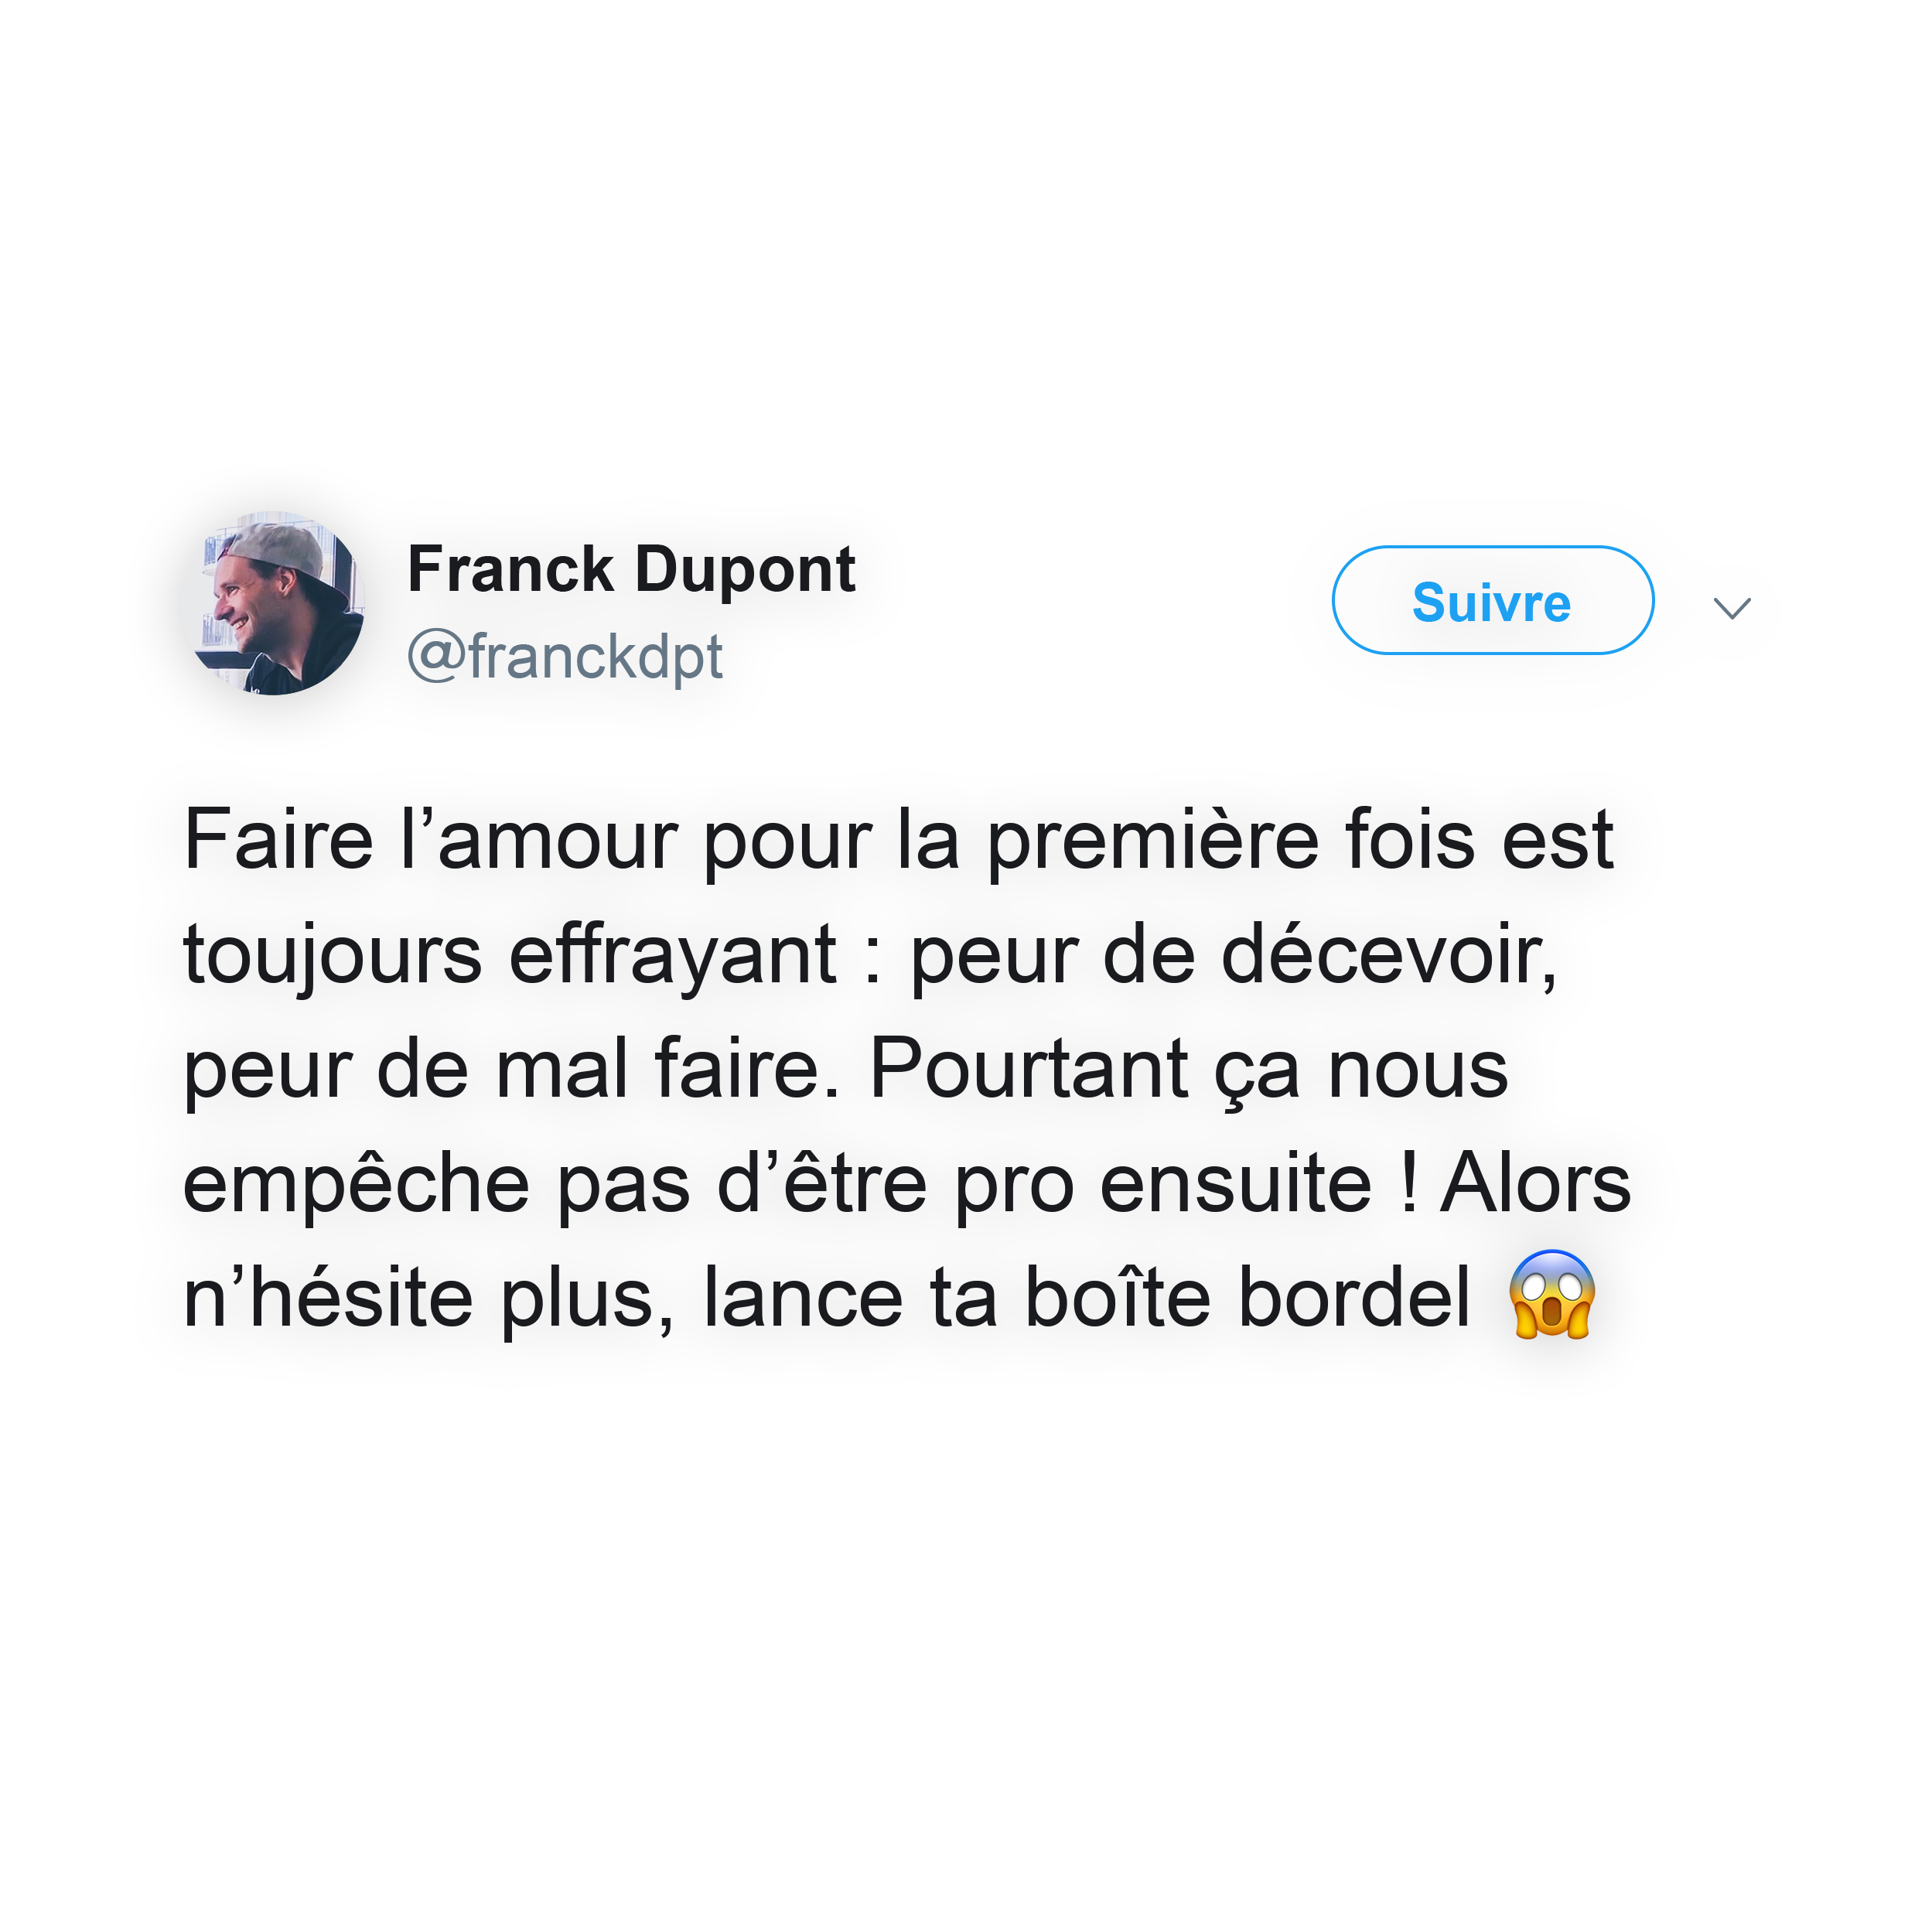 Franck Dupont
@franckdpt
Suivre
Faire l’amour pour la première fois est
toujours effrayant : peur de décevoir,
peur de mal faire. Pourtant ça nous
empêche pas d’être pro ensuite ! Alors
n’hésite plus, lance ta boîte bordel 😱